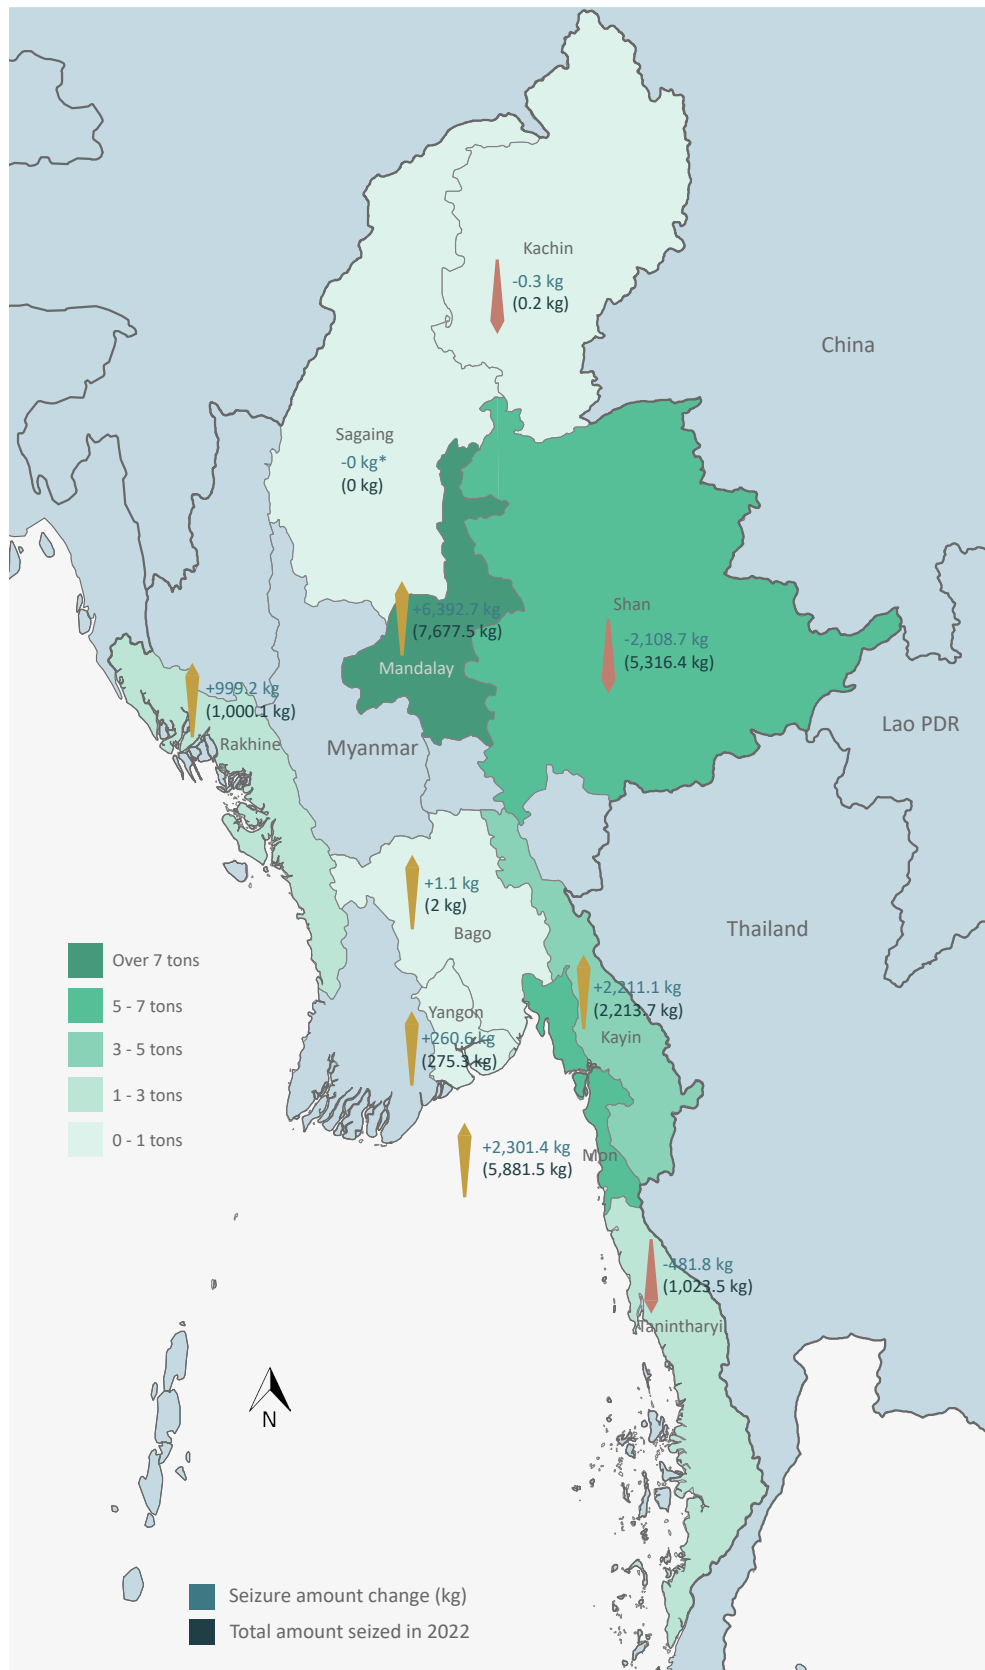 Kachin
-0.3 kg
(0.2 kg)
China
Sagaing
-0 kg*
(0 kg)
Shan
-2,108.7 kg
(5,316.4 kg)
+6,392.7 kg
(7,677.5 kg)
Mandalay
+999.2 kg
(1,000.1 kg)
Rakhine
Myanmar
Lao PDR
+1.1 kg
(2 kg)
Bago
Thailand
Over 7 tons
5 - 7 tons
3 - 5 tons
1 - 3 tons
0 - 1 tons
+2,211.1 kg
(2,213.7 kg)
Kayin
Yangon
+260.6 kg
(275.3 kg)
+2,301.4 kg
(5,881.5 kg)
Mon
-481.8 kg
(1,023.5 kg)
Tanintharyi
N
Seizure amount change (kg)
Total amount seized in 2022